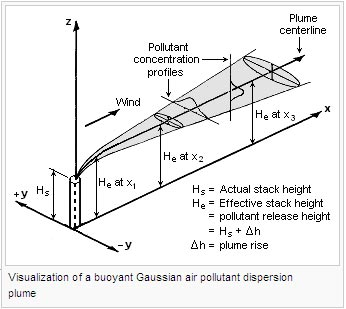 z
Plume
centerline
Pollutant
concentration
profiles
Wind
x
He at x3
He at x2
He at x1
Hs
+y
-y
Hs = Actual stack height
He = Effective stack height
= pollutant release height
= Hs + Δh
Δh = plume rise
Visualization of a buoyant Gaussian air pollutant dispersion
plume